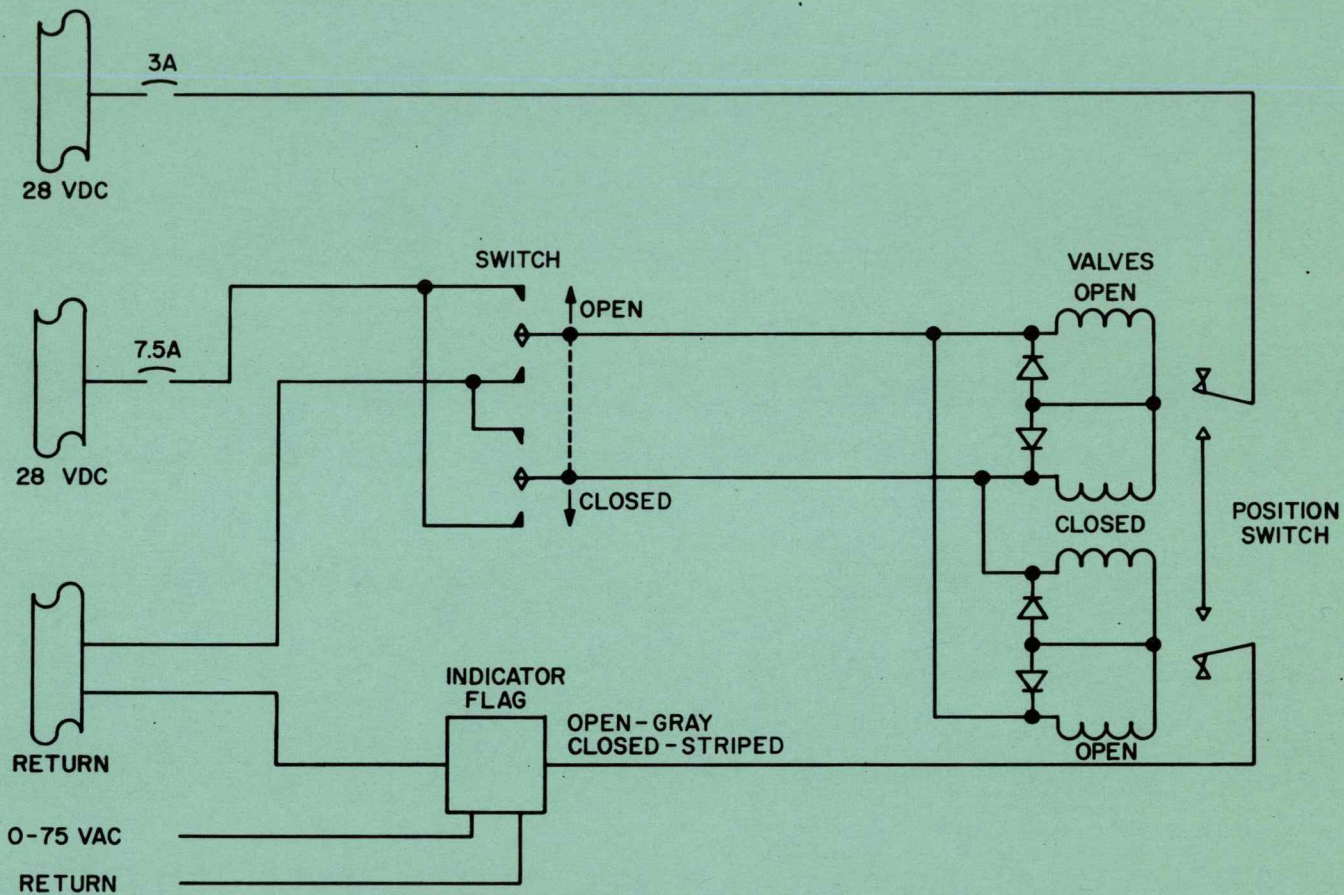 3A
28 VDC
SWITCH
VALVES
OPEN
OPEN
7.5A
28 VDC
CLOSED
CLOSED
POSITION
SWITCH
INDICATOR
FLAG
OPEN-GRAY
CLOSED-STRIPED
OPEN
RETURN
0-75 VAC
RETURN